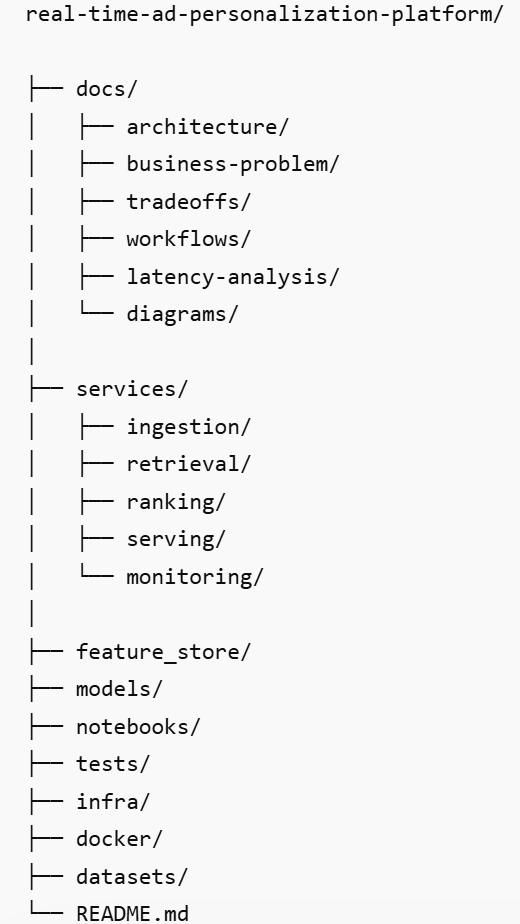 real-time-ad-personalization-platform/

├── docs/
│   ├── architecture/
│   ├── business-problem/
│   ├── tradeoffs/
│   ├── workflows/
│   ├── latency-analysis/
│   └── diagrams/
│
├── services/
│   ├── ingestion/
│   ├── retrieval/
│   ├── ranking/
│   ├── serving/
│   └── monitoring/
│
├── feature_store/
├── models/
├── notebooks/
├── tests/
├── infra/
├── docker/
├── datasets/
└── README.md